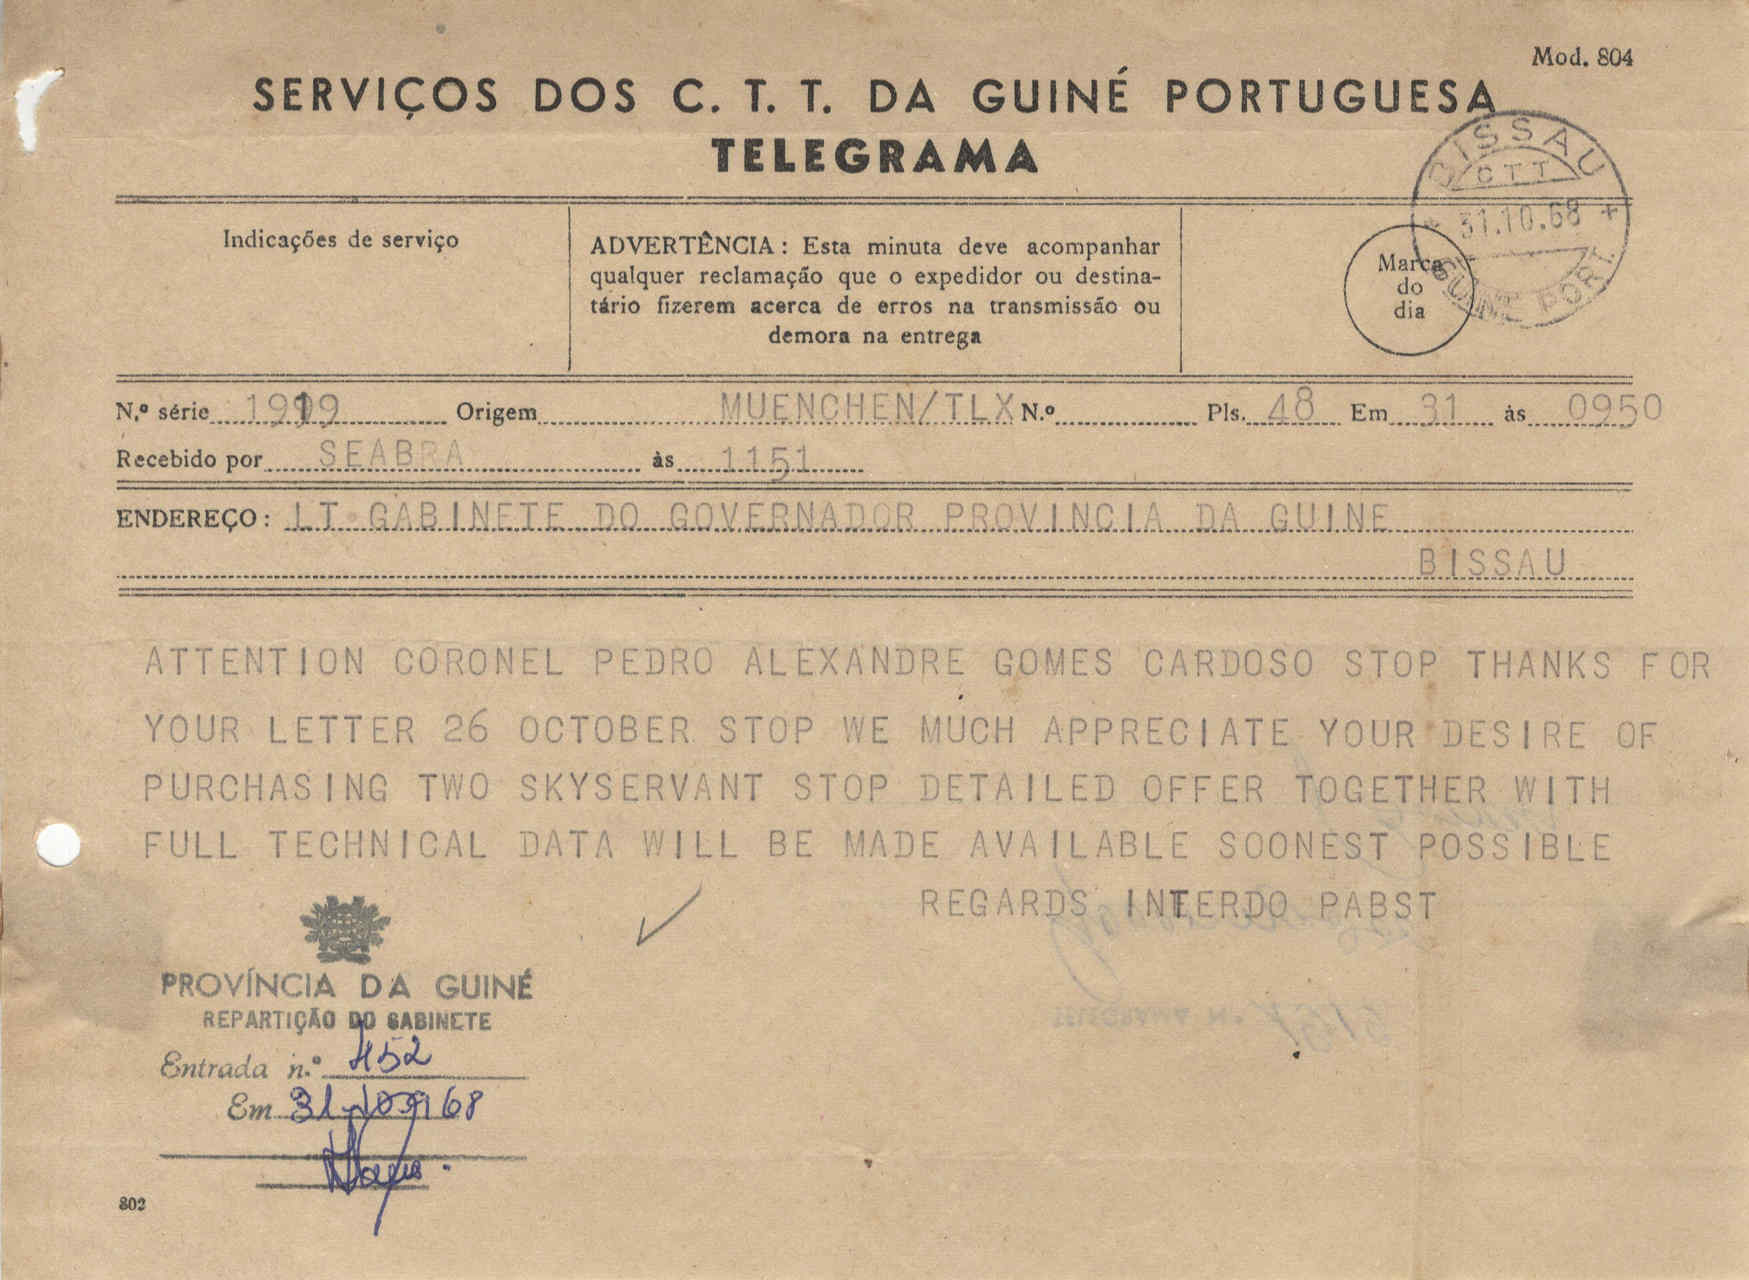 Mod. 804
SERVIÇOS DOS C. T. T. DA GUINÉ PORTUGUESA
TELEGRAMA
BISSAU
CTT
31.10.68
GUINÉ PORT
Indicações de serviço
ADVERTÊNCIA : Esta minuta deve acompanhar
qualquer reclamação que o expedidor ou destina-
tário fizerem acerca de erros na transmissão ou
demora na entrega
Marca
do
dia
N.º série 1919 Origem MUENCHEN/TLX N.º Pls. 48 Em 31 às 0950
Recebido por SEABRA às 1151
ENDEREÇO : LT GABINETE DO GOVERNADOR PROVINCIA DA GUINE
BISSAU
ATTENTION CORONEL PEDRO ALEXANDRE GOMES CARDOSO STOP THANKS FOR
YOUR LETTER 26 OCTOBER STOP WE MUCH APPRECIATE YOUR DESIRE OF
PURCHASING TWO SKYSERVANT STOP DETAILED OFFER TOGETHER WITH
FULL TECHNICAL DATA WILL BE MADE AVAILABLE SOONEST POSSIBLE
REGARDS INTERDO PABST
PROVÍNCIA DA GUINÉ
REPARTIÇÃO DO GABINETE
Entrada n.º 452
Em 31/10/968
802